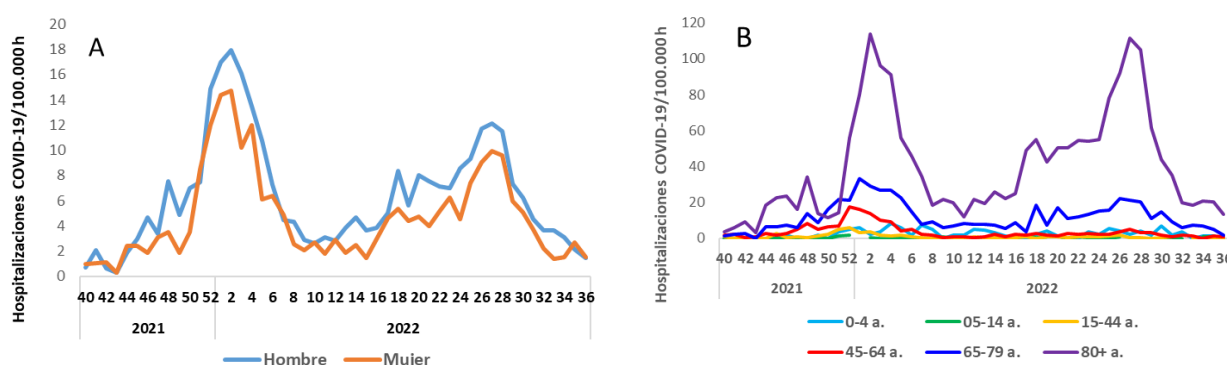 A
Hospitalizaciones COVID-19/100.000 h
20
18
16
14
12
10
8
6
4
2
0
40 42 44 46 48 50 52 2 4 6 8 10 12 14 16 18 20 22 24 26 28 30 32 34 36
2021 2022
Hombre Mujer
B
Hospitalizaciones COVID-19/100.000 h
120
100
80
60
40
20
0
40 42 44 46 48 50 52 2 4 6 8 10 12 14 16 18 20 22 24 26 28 30 32 34 36
2021 2022
0-4 a. 05-14 a. 15-44 a.
45-64 a. 65-79 a. 80+ a.